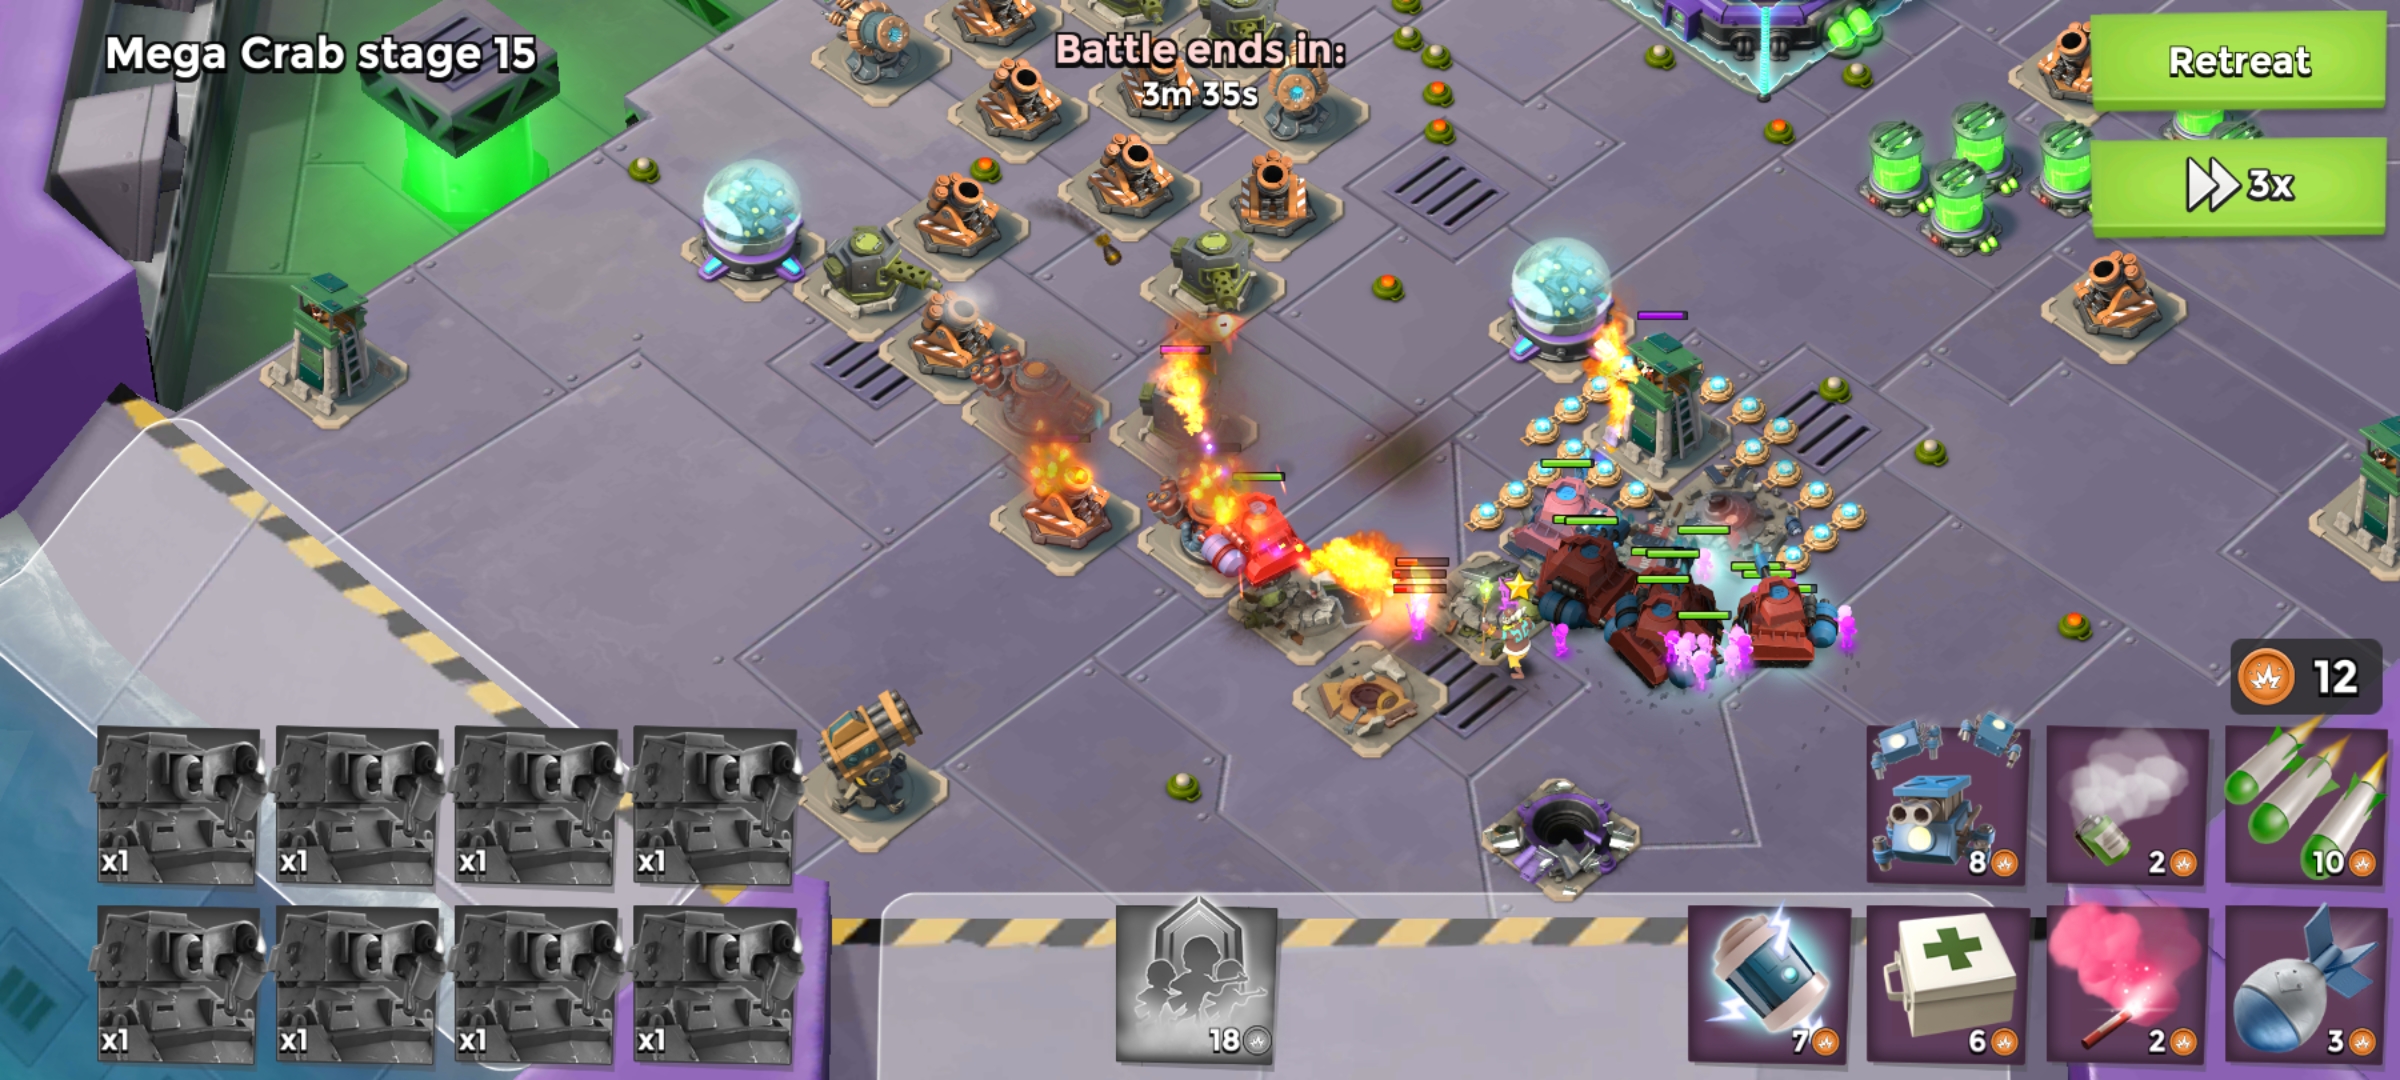 Mega Crab stage 15
Battle ends in:
3m 35s
Retreat
3x
12
x1
x1
x1
x1
8
2
10
x1
x1
x1
x1
18
7
6
2
3